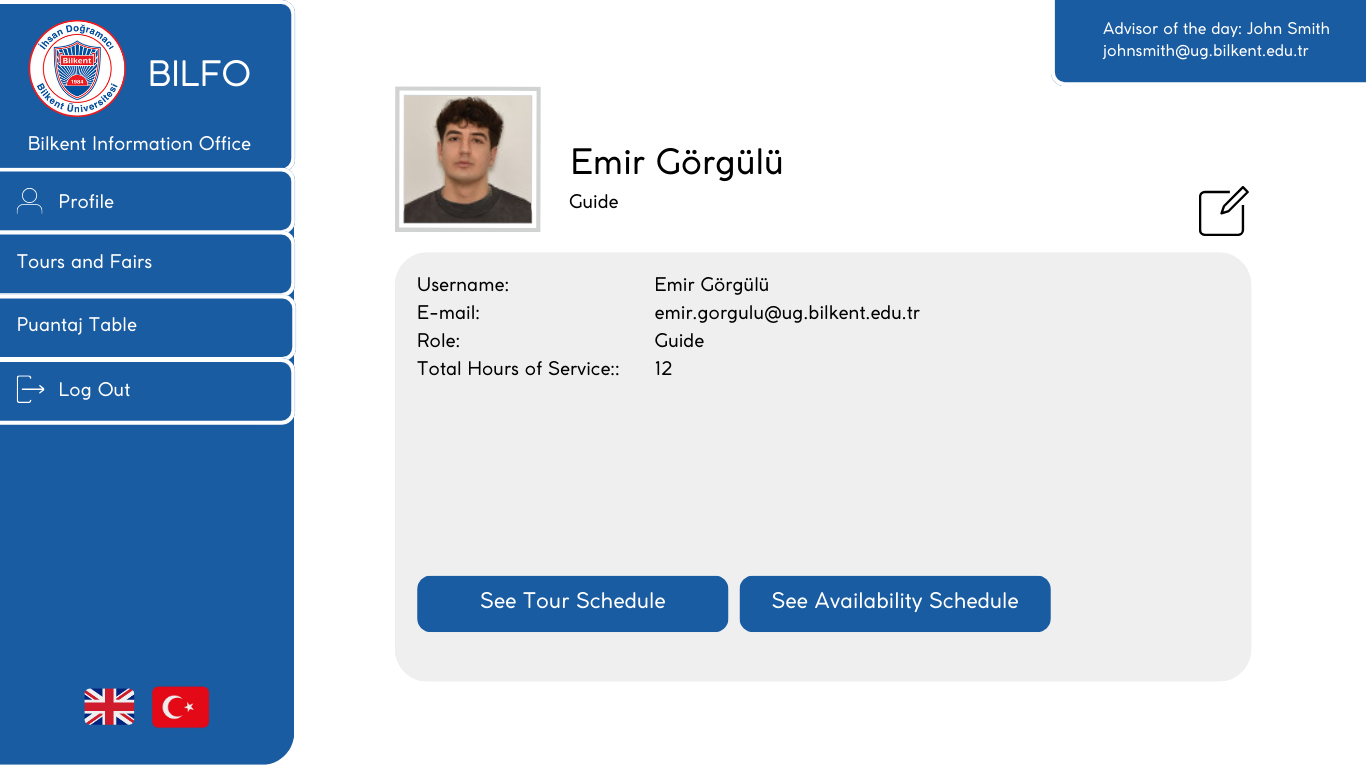 İhsan Doğramacı
Bilkent
1984
Bilkent Üniversitesi
BILFO
Bilkent Information Office
Profile
Tours and Fairs
Puantaj Table
Log Out
Advisor of the day: John Smith
johnsmith@ug.bilkent.edu.tr
Emir Görgülü
Guide
Username: Emir Görgülü
E-mail: emir.gorgulu@ug.bilkent.edu.tr
Role: Guide
Total Hours of Service:: 12
See Tour Schedule
See Availability Schedule